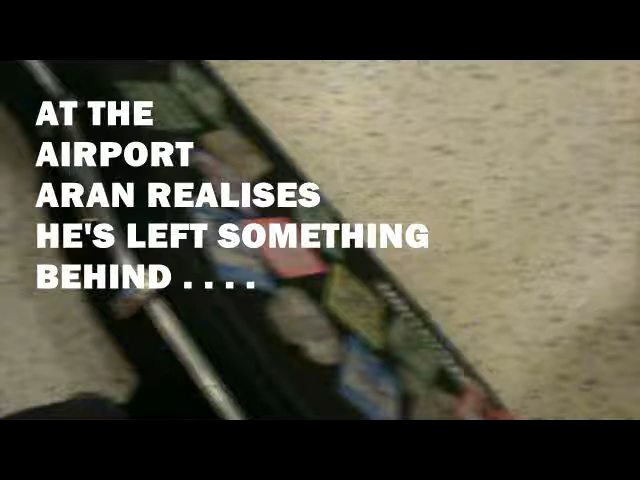 AT THE
AIRPORT
ARAN REALISES
HE'S LEFT SOMETHING
BEHIND . . . .